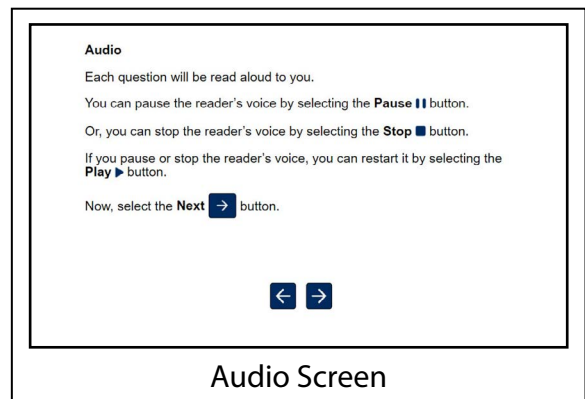 Audio
Each question will be read aloud to you.
You can pause the reader's voice by selecting the Pause button.
Or, you can stop the reader's voice by selecting the Stop button.
If you pause or stop the reader's voice, you can restart it by selecting the
Play button.
Now, select the Next → button.
← →
Audio Screen